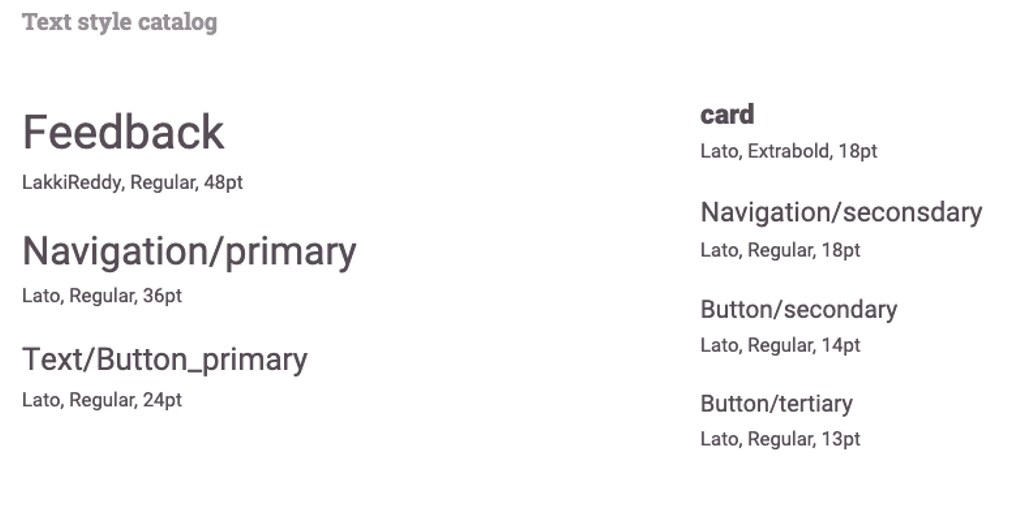 Text style catalog
Feedback
LakkiReddy, Regular, 48pt
Navigation/primary
Lato, Regular, 36pt
Text/Button_primary
Lato, Regular, 24pt
card
Lato, Extrabold, 18pt
Navigation/seconsdary
Lato, Regular, 18pt
Button/secondary
Lato, Regular, 14pt
Button/tertiary
Lato, Regular, 13pt